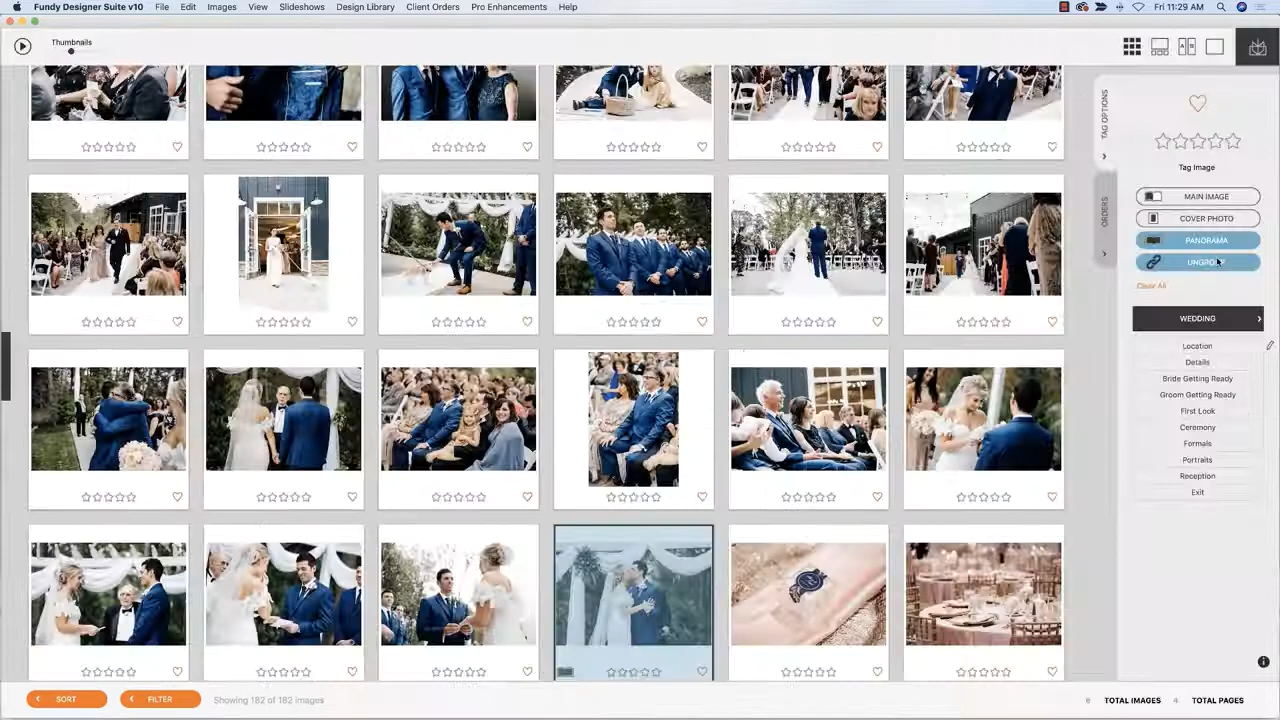 Fundy Designer Suite v10 File Edit Images View Slideshows Design Library Client Orders Pro Enhancements Help Fri 11:29 AM
Thumbnails
TAG OPTIONS
Tag Image
MAIN IMAGE
ORDERS
COVER PHOTO
PANORAMA
UNGROUP
Clear All
WEDDING
Location
Details
Bride Getting Ready
Groom Getting Ready
First Look
Ceremony
Formals
Portraits
Reception
Exit
SORT FILTER Showing 182 of 182 images TOTAL IMAGES 4 TOTAL PAGES